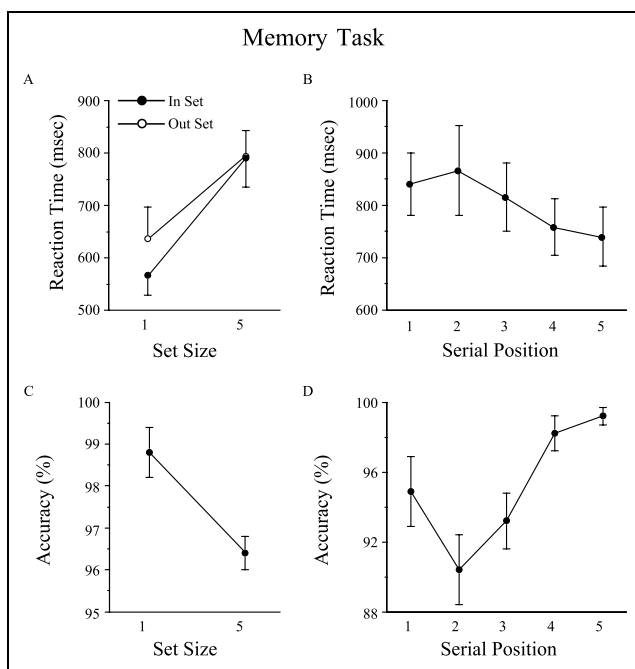 Memory Task
A
In Set
Out Set
Reaction Time (msec)
900
800
700
600
500
1 5
Set Size
B
Reaction Time (msec)
1000
900
800
700
600
1 2 3 4 5
Serial Position
C
Accuracy (%)
100
99
98
96
96
95
1 5
Set Size
D
Accuracy (%)
100
96
92
88
1 2 3 4 5
Serial Position